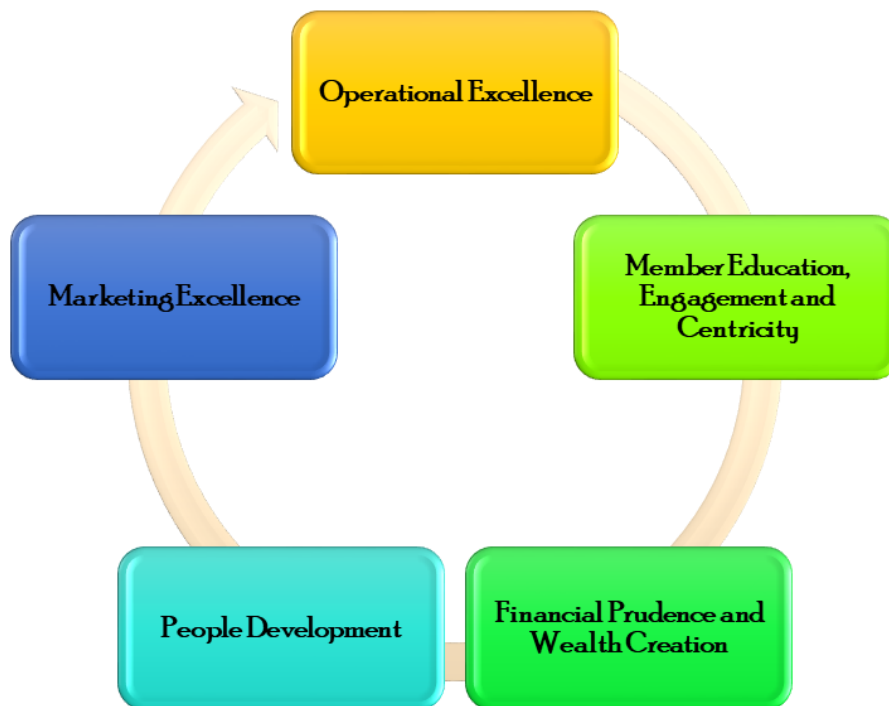 Operational Excellence
Member Education,
Engagement and
Centricity
Financial Prudence and
Wealth Creation
People Development
Marketing Excellence